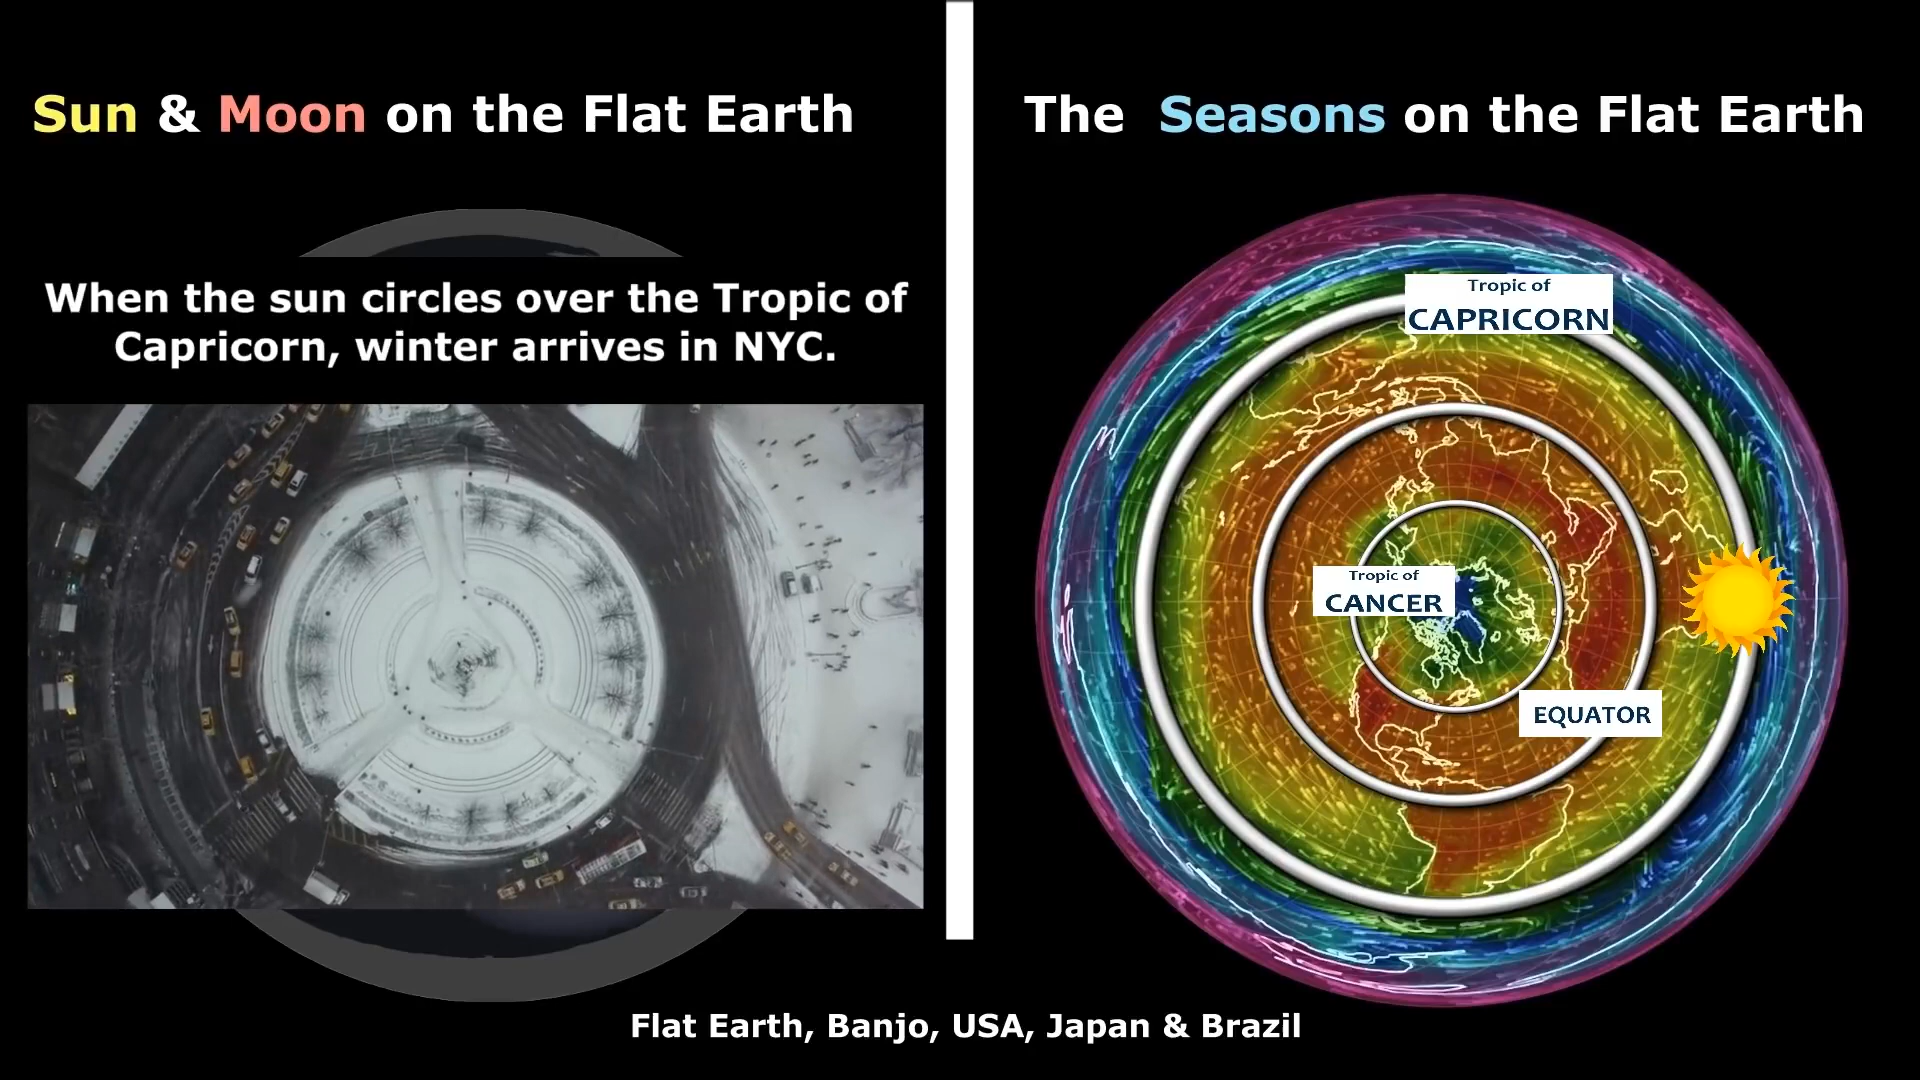 Sun & Moon on the Flat Earth
When the sun circles over the Tropic of
Capricorn, winter arrives in NYC.
The Seasons on the Flat Earth
Tropic of
CAPRICORN
Tropic of
CANCER
EQUATOR
Flat Earth, Banjo, USA, Japan & Brazil